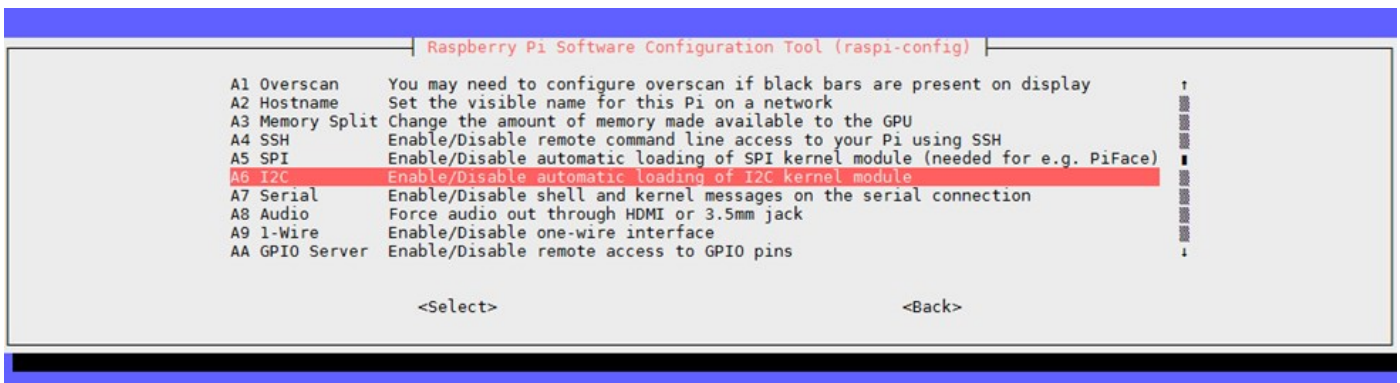 Raspberry Pi Software Configuration Tool (raspi-config)
A1 Overscan You may need to configure overscan if black bars are present on display
A2 Hostname Set the visible name for this Pi on a network
A3 Memory Split Change the amount of memory made available to the GPU
A4 SSH Enable/Disable remote command line access to your Pi using SSH
A5 SPI Enable/Disable automatic loading of SPI kernel module (needed for e.g. PiFace)
A6 I2C Enable/Disable automatic loading of I2C kernel module
A7 Serial Enable/Disable shell and kernel messages on the serial connection
A8 Audio Force audio out through HDMI or 3.5mm jack
A9 1-Wire Enable/Disable one-wire interface
AA GPIO Server Enable/Disable remote access to GPIO pins
<Select> <Back>